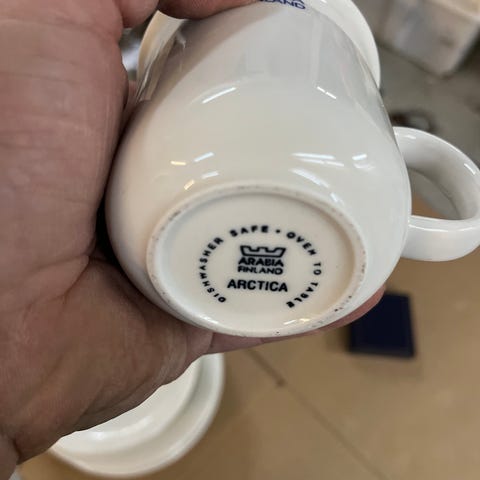 DISHWASHER SAFE • OVEN TO TABLE
ARABIA
FINLAND
ARCTICA